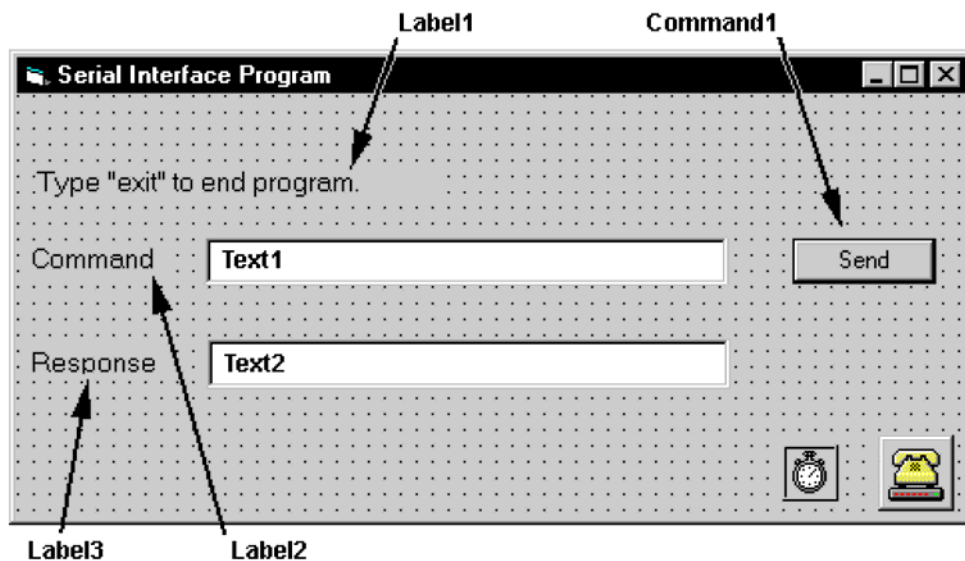 Label1 Command1
Serial Interface Program
Type "exit" to end program.
Command Text1 Send
Response Text2
Label3 Label2